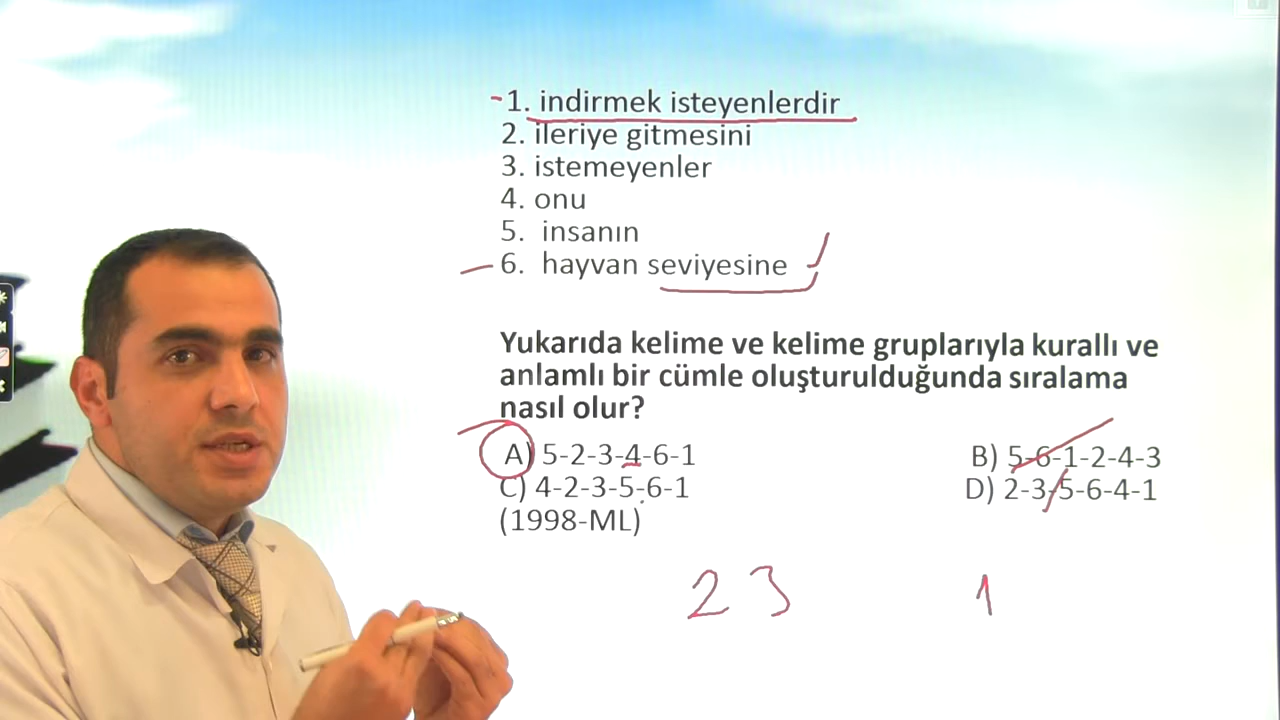 1. indirmek isteyenlerdir
2. ileriye gitmesini
3. istemeyenler
4. onu
5. insanın
6. hayvan seviyesine
Yukarıda kelime ve kelime gruplarıyla kurallı ve
anlamlı bir cümle oluşturulduğunda sıralama
nasıl olur?
A) 5-2-3-4-6-1 B) 5-6-1-2-4-3
C) 4-2-3-5-6-1 D) 2-3-5-6-4-1
(1998-ML)
2 3 1